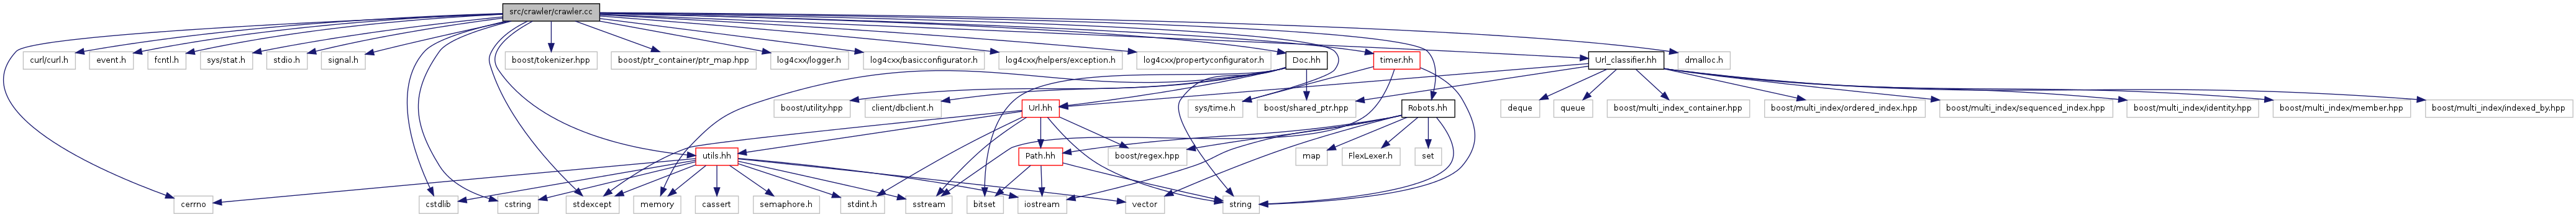 src/crawler/crawler.cc
curl/curl.h
event.h
fcntl.h
sys/stat.h
stdio.h
signal.h
boost/tokenizer.hpp
boost/ptr_container/ptr_map.hpp
log4cxx/logger.h
log4cxx/basicconfigurator.h
log4cxx/helpers/exception.h
log4cxx/propertyconfigurator.h
Doc.hh
timer.hh
Url_classifier.hh
dmalloc.h
boost/utility.hpp
client/dbclient.h
Url.hh
sys/time.h
boost/shared_ptr.hpp
Robots.hh
deque
queue
boost/multi_index_container.hpp
boost/multi_index/ordered_index.hpp
boost/multi_index/sequenced_index.hpp
boost/multi_index/identity.hpp
boost/multi_index/member.hpp
boost/multi_index/indexed_by.hpp
utils.hh
Path.hh
boost/regex.hpp
map
FlexLexer.h
set
cerrno
cstdlib
cstring
stdexcept
memory
cassert
semaphore.h
stdint.h
sstream
bitset
iostream
vector
string